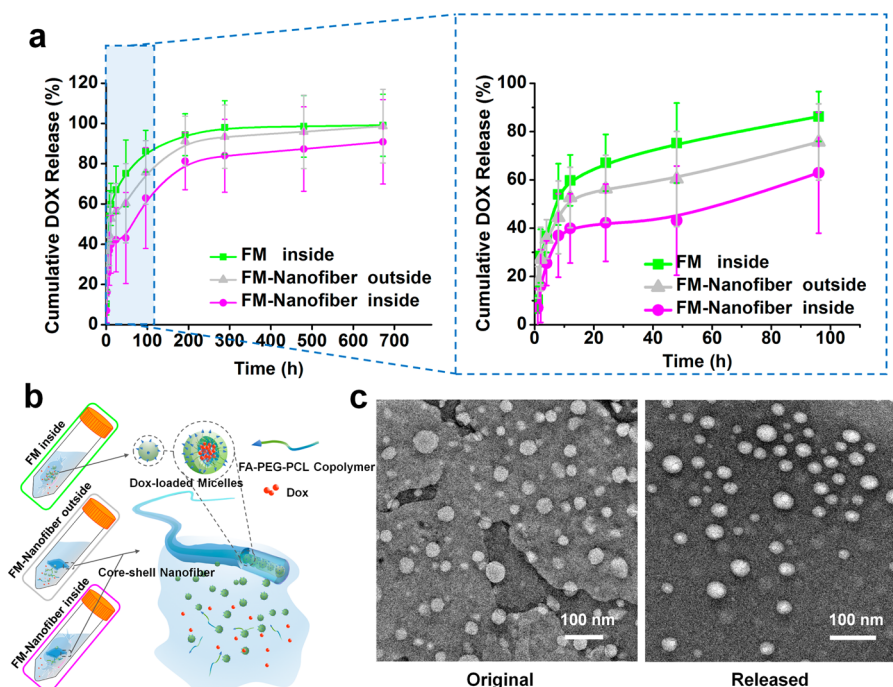 a
Cumulative DOX Release (%)
120
100
80
60
40
20
0
0 100 200 300 400 500 600 700
Time (h)
FM inside
FM-Nanofiber outside
FM-Nanofiber inside
Cumulative DOX Release (%)
100
80
60
40
20
0
0 20 40 60 80 100
Time (h)
FM inside
FM-Nanofiber outside
FM-Nanofiber inside
b
FM inside
FM-Nanofiber outside
FM-Nanofiber inside
Dox-loaded Micelles
FA-PEG-PCL Copolymer
Dox
Core-shell Nanofiber
c
100 nm
Original
100 nm
Released